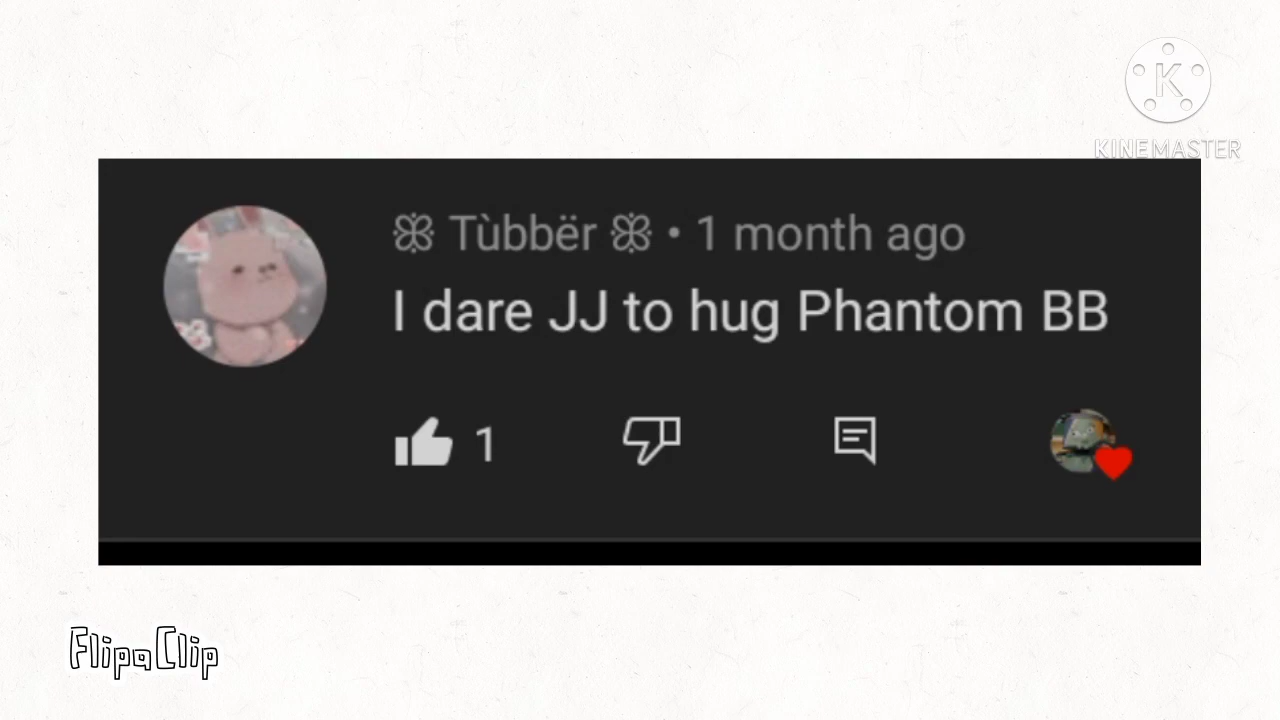 K
KINEMASTER
ꕥ Tùbbër ꕥ • 1 month ago
I dare JJ to hug Phantom BB
1
FlipaClip